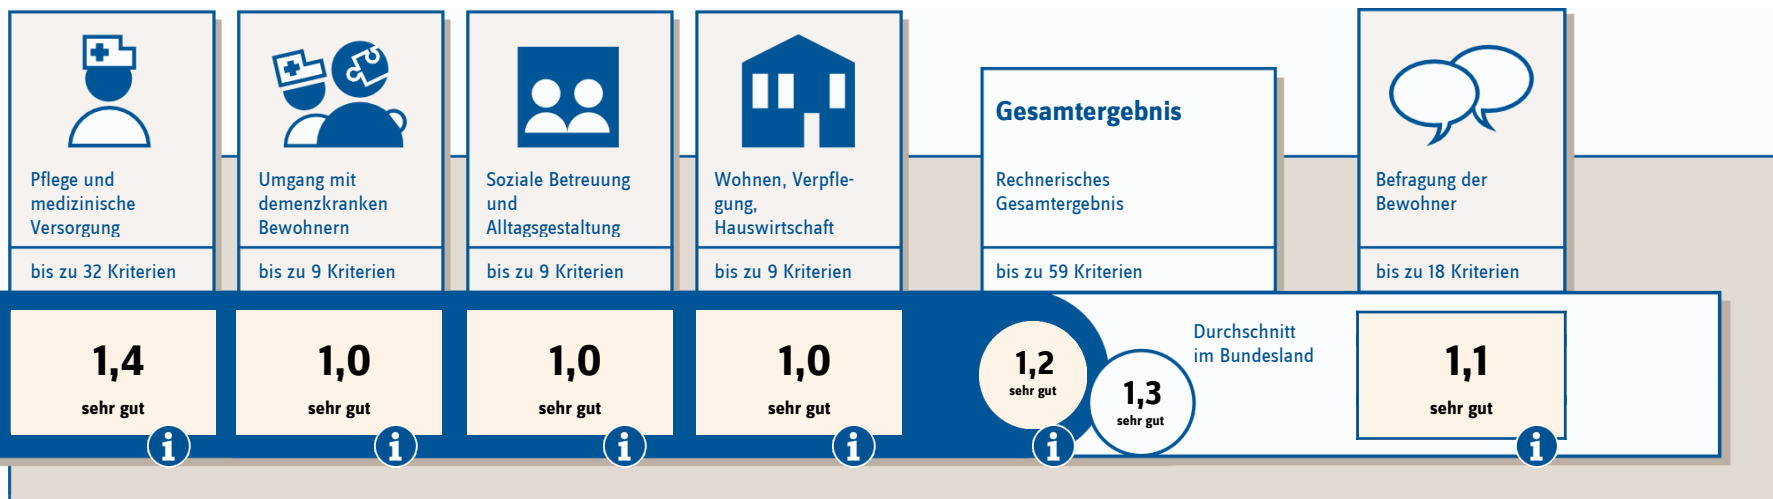 Pflege und
medizinische
Versorgung
bis zu 32 Kriterien
1,4
sehr gut
i
Umgang mit
demenzkranken
Bewohnern
bis zu 9 Kriterien
1,0
sehr gut
i
Soziale Betreuung
und
Alltagsgestaltung
bis zu 9 Kriterien
1,0
sehr gut
i
Wohnen, Verpfle-
gung,
Hauswirtschaft
bis zu 9 Kriterien
1,0
sehr gut
i
Gesamtergebnis
Rechnerisches
Gesamtergebnis
bis zu 59 Kriterien
1,2
sehr gut
i
1,3
sehr gut
Durchschnitt
im Bundesland
Befragung der
Bewohner
bis zu 18 Kriterien
1,1
sehr gut
i